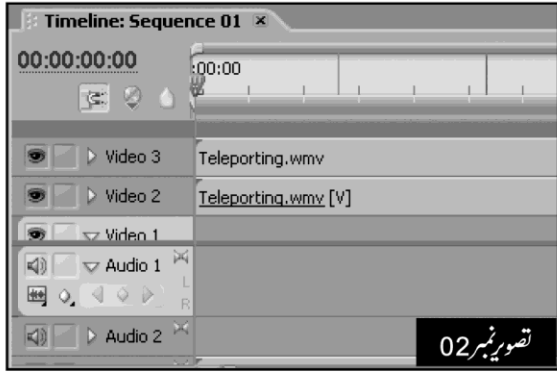 Timeline: Sequence 01 ×
00:00:00:00
:00:00
Video 3
Teleporting.wmv
Video 2
Teleporting.wmv [V]
Video 1
Audio 1
L
R
Audio 2
تصویر نمبر 02